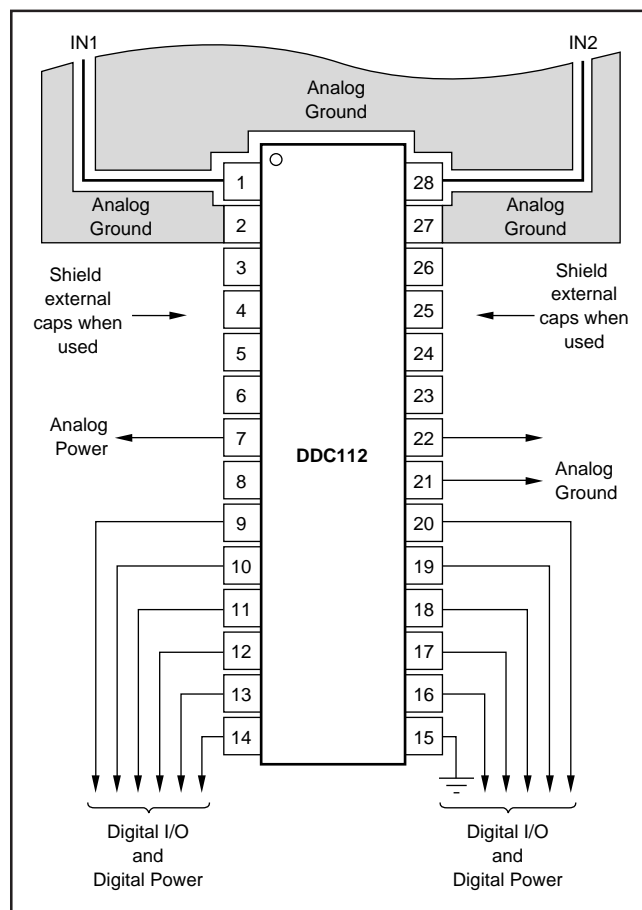 IN1
IN2
Analog
Ground
1
28
Analog
Ground
2
27
Analog
Ground
3
26
Shield
external
caps when
used
4
25
Shield
external
caps when
used
5
24
6
23
Analog
Power
7
DDC112
22
8
21
Analog
Ground
9
20
10
19
11
18
12
17
13
16
14
15
Digital I/O
and
Digital Power
Digital I/O
and
Digital Power